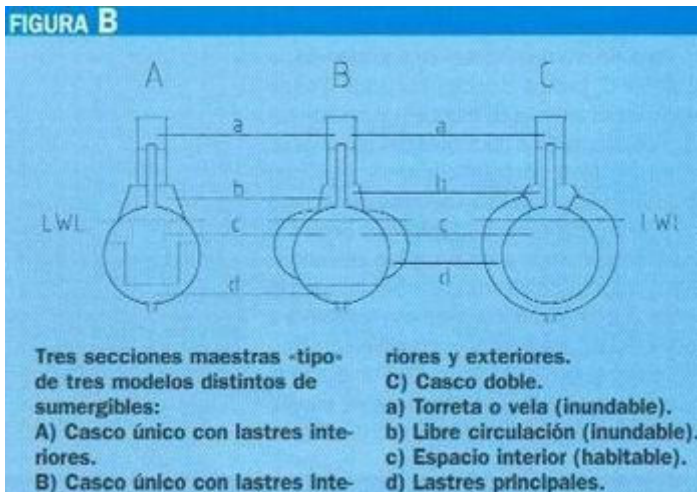 FIGURA B
A B C
a a
b b
LWL c c LWL
d d
Tres secciones maestras «tipo»
de tres modelos distintos de
sumergibles:
A) Casco único con lastres inte-
riores.
B) Casco único con lastres inte-
riores y exteriores.
C) Casco doble.
a) Torreta o vela (inundable).
b) Libre circulación (inundable).
c) Espacio interior (habitable).
d) Lastres principales.